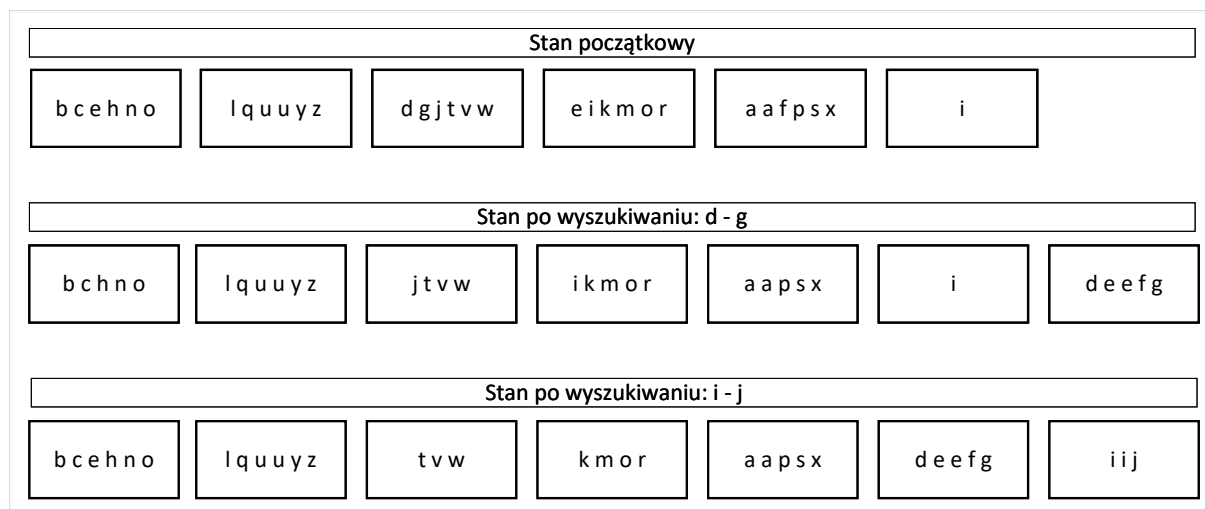 Stan początkowy
b c e h n o l q u u y z d g j t v w e i k m o r a a f p s x i
Stan po wyszukiwaniu: d - g
b c h n o l q u u y z j t v w i k m o r a a p s x i d e e f g
Stan po wyszukiwaniu: i - j
b c e h n o l q u u y z t v w k m o r a a p s x d e e f g i i j